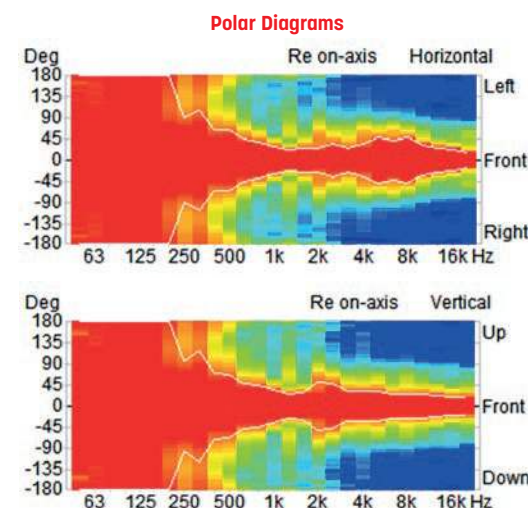 Polar Diagrams
Deg Re on-axis Horizontal
180 Left
135
90
45
0 Front
-45
-90
-135
-180 Right
63 125 250 500 1k 2k 4k 8k 16k Hz
Deg Re on-axis Vertical
180 Up
135
90
45
0 Front
-45
-90
-135
-180 Down
63 125 250 500 1k 2k 4k 8k 16k Hz